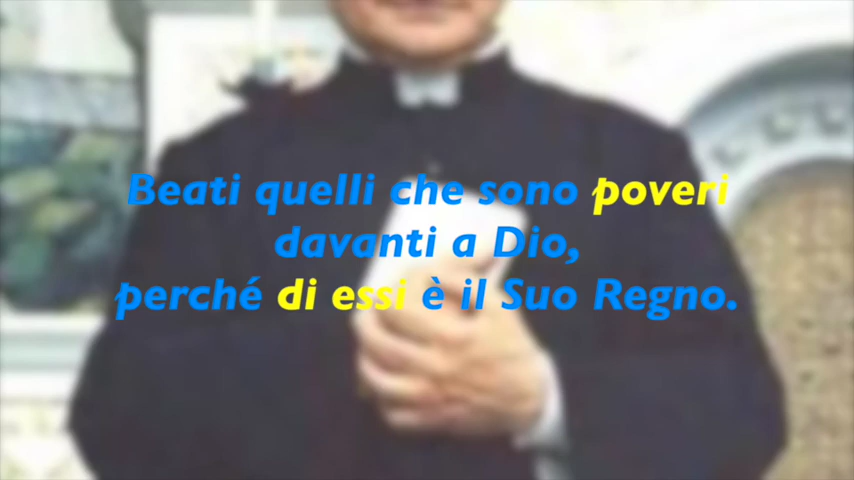 Beati quelli che sono poveri
davanti a Dio,
perché di essi è il Suo Regno.